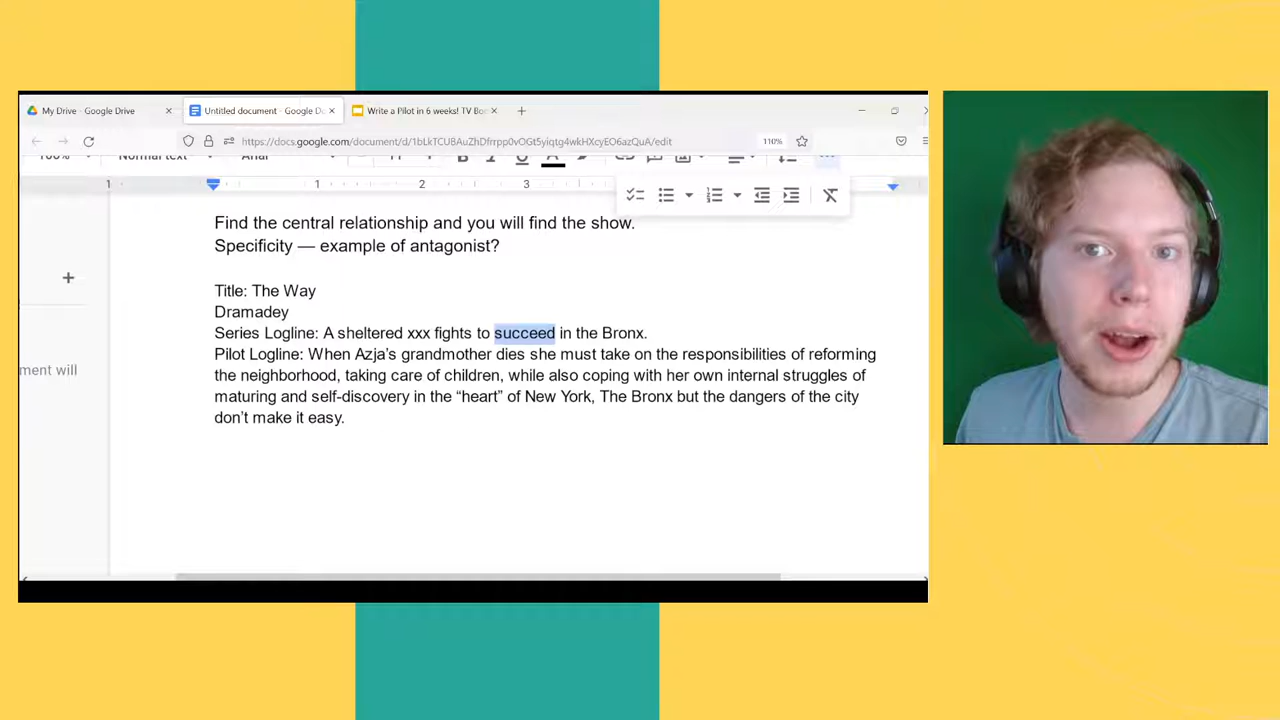 My Drive - Google Drive
Untitled document - Google D
Write a Pilot in 6 weeks! TV Bo
https://docs.google.com/document/d/1bLkTCU8AuZhDfrrpp0vOGt5yiqtg4wkHXcyEO6azQuA/edit
110%
100%
Normal text
Arial
11
1 1 2 3
Find the central relationship and you will find the show.
Specificity — example of antagonist?
Title: The Way
Dramadey
Series Logline: A sheltered xxx fights to succeed in the Bronx.
Pilot Logline: When Azja’s grandmother dies she must take on the responsibilities of reforming
the neighborhood, taking care of children, while also coping with her own internal struggles of
maturing and self-discovery in the “heart” of New York, The Bronx but the dangers of the city
don’t make it easy.
ment will